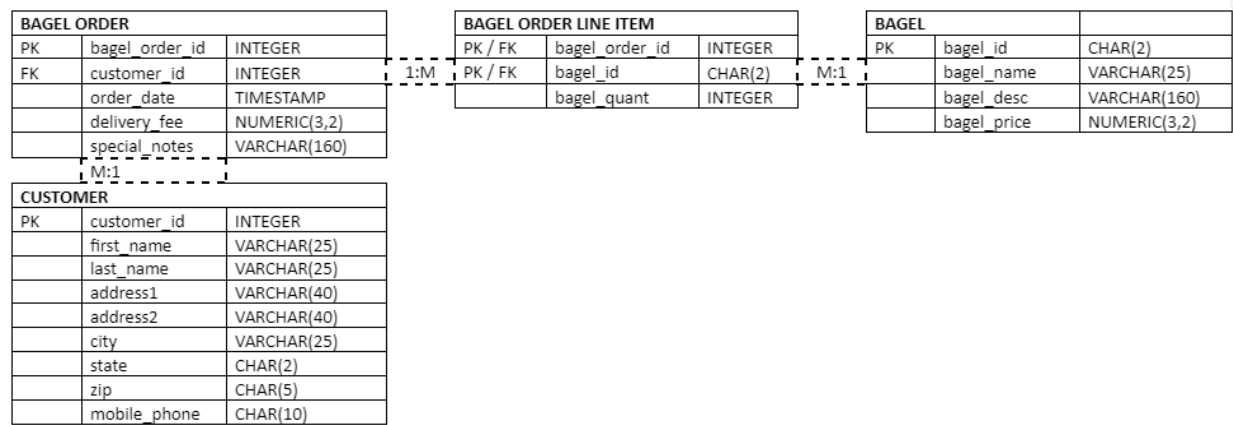 BAGEL ORDER
PK bagel_order_id INTEGER
FK customer_id INTEGER
order_date TIMESTAMP
delivery_fee NUMERIC(3,2)
special_notes VARCHAR(160)
1:M
BAGEL ORDER LINE ITEM
PK / FK bagel_order_id INTEGER
PK / FK bagel_id CHAR(2)
bagel_quant INTEGER
M:1
BAGEL
PK bagel_id CHAR(2)
bagel_name VARCHAR(25)
bagel_desc VARCHAR(160)
bagel_price NUMERIC(3,2)
M:1
CUSTOMER
PK customer_id INTEGER
first_name VARCHAR(25)
last_name VARCHAR(25)
address1 VARCHAR(40)
address2 VARCHAR(40)
city VARCHAR(25)
state CHAR(2)
zip CHAR(5)
mobile_phone CHAR(10)